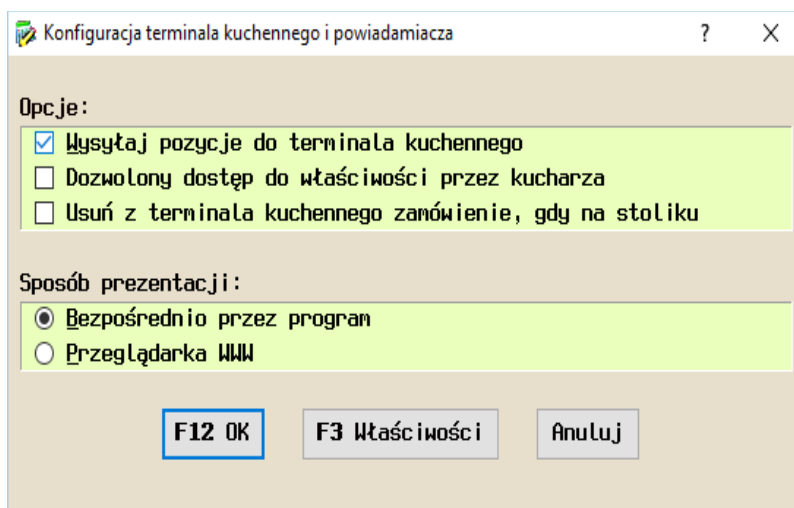 Konfiguracja terminala kuchennego i powiadamiacza ? X
Opcje:
Wysyłaj pozycje do terminala kuchennego
Dozwolony dostęp do właściwości przez kucharza
Usuń z terminala kuchennego zamówienie, gdy na stoliku
Sposób prezentacji:
Bezpośrednio przez program
Przeglądarka WWW
F12 OK F3 Właściwości Anuluj